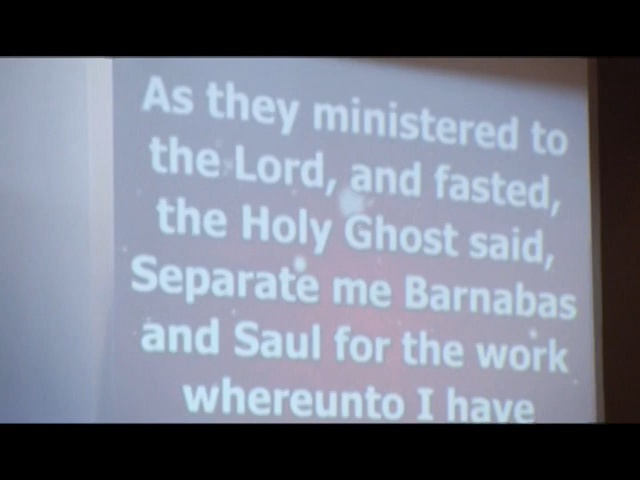 As they ministered to
the Lord, and fasted,
the Holy Ghost said,
Separate me Barnabas
and Saul for the work
whereunto I have